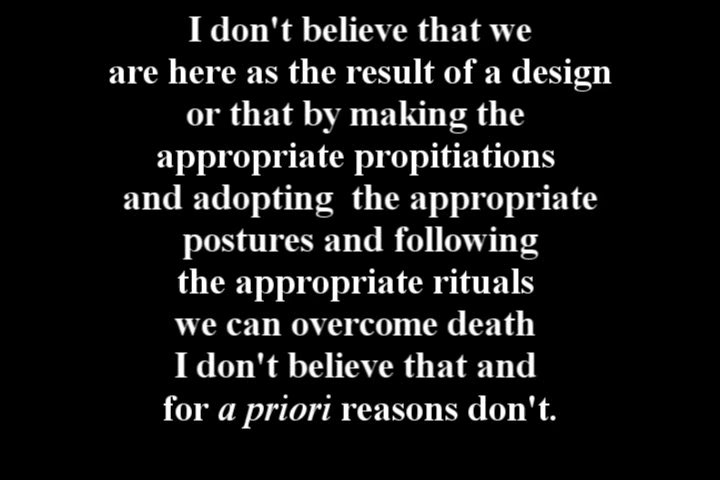 I don't believe that we
are here as the result of a design
or that by making the
appropriate propitiations
and adopting  the appropriate
postures and following
the appropriate rituals
we can overcome death
I don't believe that and
for a priori reasons don't.